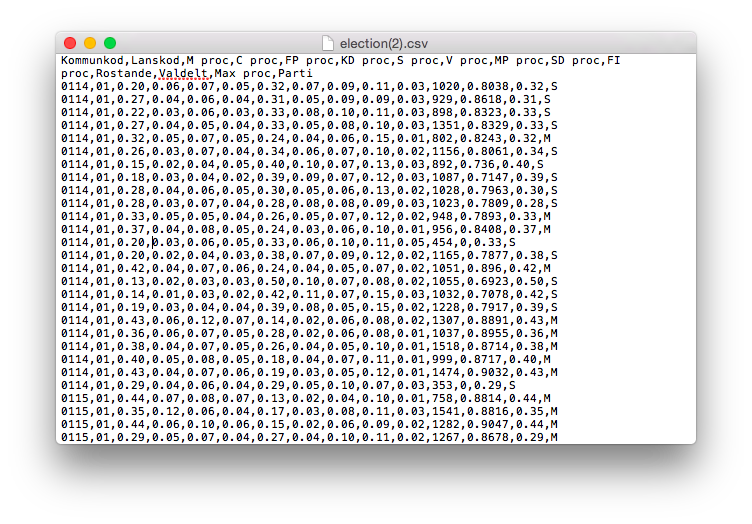 election(2).csv
Kommunkod,Lanskod,M proc,C proc,FP proc,KD proc,S proc,V proc,MP proc,SD proc,FI
proc,Rostande,Valdelt,Max proc,Parti
0114,01,0.20,0.06,0.07,0.05,0.32,0.07,0.09,0.11,0.03,1020,0.8038,0.32,S
0114,01,0.27,0.04,0.06,0.04,0.31,0.05,0.09,0.09,0.03,929,0.8618,0.31,S
0114,01,0.22,0.03,0.06,0.03,0.33,0.08,0.10,0.11,0.03,898,0.8323,0.33,S
0114,01,0.27,0.04,0.05,0.04,0.33,0.05,0.08,0.10,0.03,1351,0.8329,0.33,S
0114,01,0.32,0.05,0.07,0.05,0.24,0.04,0.06,0.15,0.01,802,0.8243,0.32,M
0114,01,0.26,0.03,0.07,0.04,0.34,0.06,0.07,0.10,0.02,1156,0.8061,0.34,S
0114,01,0.15,0.02,0.04,0.05,0.40,0.10,0.07,0.13,0.03,892,0.736,0.40,S
0114,01,0.18,0.03,0.04,0.02,0.39,0.09,0.07,0.12,0.03,1087,0.7147,0.39,S
0114,01,0.28,0.04,0.06,0.05,0.30,0.05,0.06,0.13,0.02,1028,0.7963,0.30,S
0114,01,0.28,0.03,0.07,0.04,0.28,0.08,0.08,0.09,0.03,1023,0.7809,0.28,S
0114,01,0.33,0.05,0.05,0.04,0.26,0.05,0.07,0.12,0.02,948,0.7893,0.33,M
0114,01,0.37,0.04,0.08,0.05,0.24,0.03,0.06,0.10,0.01,956,0.8408,0.37,M
0114,01,0.20,0.03,0.06,0.05,0.33,0.06,0.10,0.11,0.05,454,0,0.33,S
0114,01,0.20,0.02,0.04,0.03,0.38,0.07,0.09,0.12,0.02,1165,0.7877,0.38,S
0114,01,0.42,0.04,0.07,0.06,0.24,0.04,0.05,0.07,0.02,1051,0.896,0.42,M
0114,01,0.13,0.02,0.03,0.03,0.50,0.10,0.07,0.08,0.02,1055,0.6923,0.50,S
0114,01,0.14,0.01,0.03,0.02,0.42,0.11,0.07,0.15,0.03,1032,0.7078,0.42,S
0114,01,0.19,0.03,0.04,0.04,0.39,0.08,0.05,0.15,0.02,1228,0.7917,0.39,S
0114,01,0.43,0.06,0.12,0.07,0.14,0.02,0.06,0.08,0.02,1307,0.8891,0.43,M
0114,01,0.36,0.06,0.07,0.05,0.28,0.02,0.06,0.08,0.01,1037,0.8955,0.36,M
0114,01,0.38,0.04,0.07,0.05,0.26,0.04,0.05,0.10,0.01,1518,0.8714,0.38,M
0114,01,0.40,0.05,0.08,0.05,0.18,0.04,0.07,0.11,0.01,999,0.8717,0.40,M
0114,01,0.43,0.04,0.07,0.06,0.19,0.03,0.05,0.12,0.01,1474,0.9032,0.43,M
0114,01,0.29,0.04,0.06,0.04,0.29,0.05,0.10,0.07,0.03,353,0,0.29,S
0115,01,0.44,0.07,0.08,0.07,0.13,0.02,0.04,0.10,0.01,758,0.8814,0.44,M
0115,01,0.35,0.12,0.06,0.04,0.17,0.03,0.08,0.11,0.03,1541,0.8816,0.35,M
0115,01,0.44,0.06,0.10,0.06,0.15,0.02,0.06,0.09,0.02,1282,0.9047,0.44,M
0115,01,0.29,0.05,0.07,0.04,0.27,0.04,0.10,0.11,0.02,1267,0.8678,0.29,M